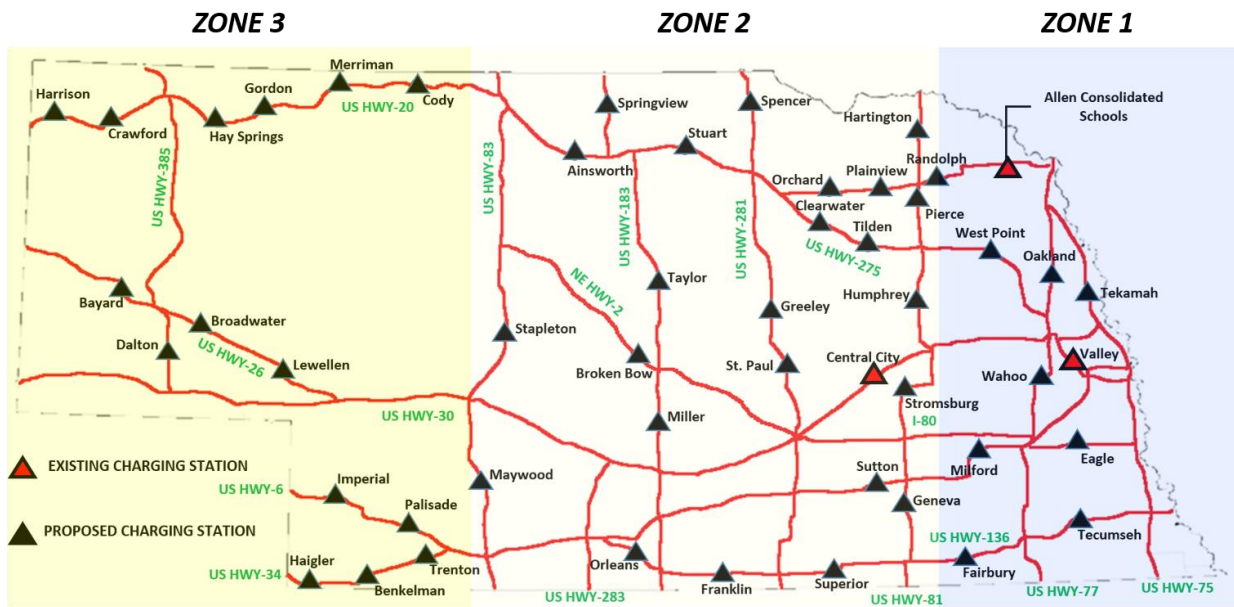 ZONE 3
ZONE 2
ZONE 1
Merriman
Gordon
Harrison
US HWY-20
Cody
Springview
Spencer
Allen Consolidated
Schools
Crawford
Hay Springs
Hartington
Stuart
US HWY-385
US HWY-83
Ainsworth
Randolph
Orchard
Plainview
US HWY-183
US HWY-281
Clearwater
Pierce
Tilden
West Point
US HWY-275
Oakland
NE HWY-2
Taylor
Bayard
Humphrey
Tekamah
Broadwater
Greeley
Stapleton
Dalton
US HWY-26
Lewellen
Broken Bow
St. Paul
Central City
Valley
Wahoo
Stromsburg
US HWY-30
Miller
I-80
EXISTING CHARGING STATION
Milford
Eagle
Imperial
Maywood
Sutton
US HWY-6
Palisade
Geneva
PROPOSED CHARGING STATION
US HWY-136
Tecumseh
Haigler
Trenton
Orleans
US HWY-34
Benkelman
Franklin
Superior
Fairbury
US HWY-283
US HWY-81
US HWY-77
US HWY-75